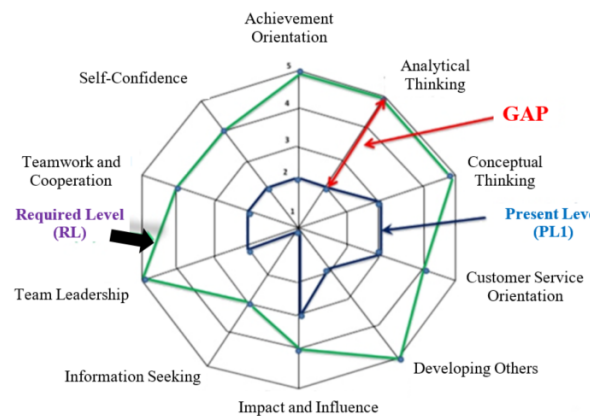 Achievement
Orientation
Self-Confidence
5
Analytical
Thinking
4
GAP
3
Teamwork and
Cooperation
2
Conceptual
Thinking
Required Level
(RL)
1
Present Leve
(PL1)
Team Leadership
Customer Service
Orientation
Information Seeking
Developing Others
Impact and Influence